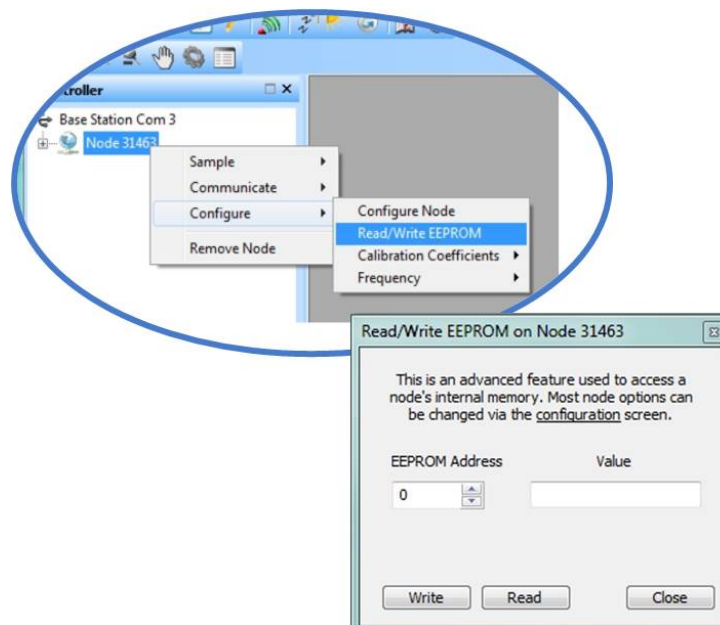 Base Station Com 3
Node 31463
Sample
Communicate
Configure
Remove Node
Configure Node
Read/Write EEPROM
Calibration Coefficients
Frequency
Read/Write EEPROM on Node 31463
This is an advanced feature used to access a
node's internal memory. Most node options can
be changed via the configuration screen.
EEPROM Address
Value
0
Write
Read
Close